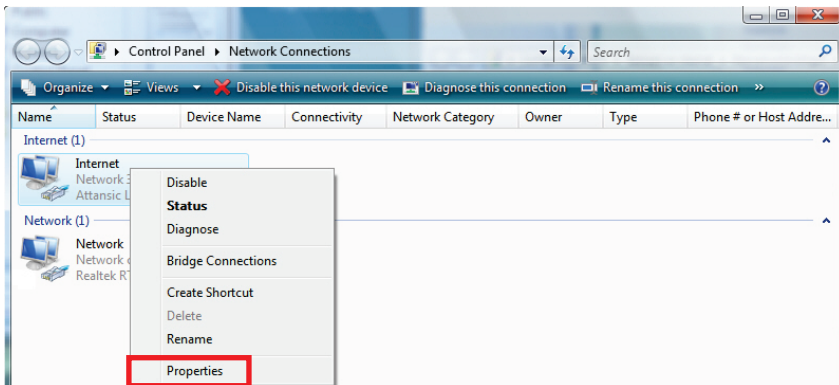 Control Panel Network Connections Search
Organize Views Disable this network device Diagnose this connection Rename this connection »
Name Status Device Name Connectivity Network Category Owner Type Phone # or Host Addre...
Internet (1)
Internet
Network
Attansic L
Disable
Status
Diagnose
Bridge Connections
Create Shortcut
Delete
Rename
Properties
Network (1)
Network
Network
Realtek RT